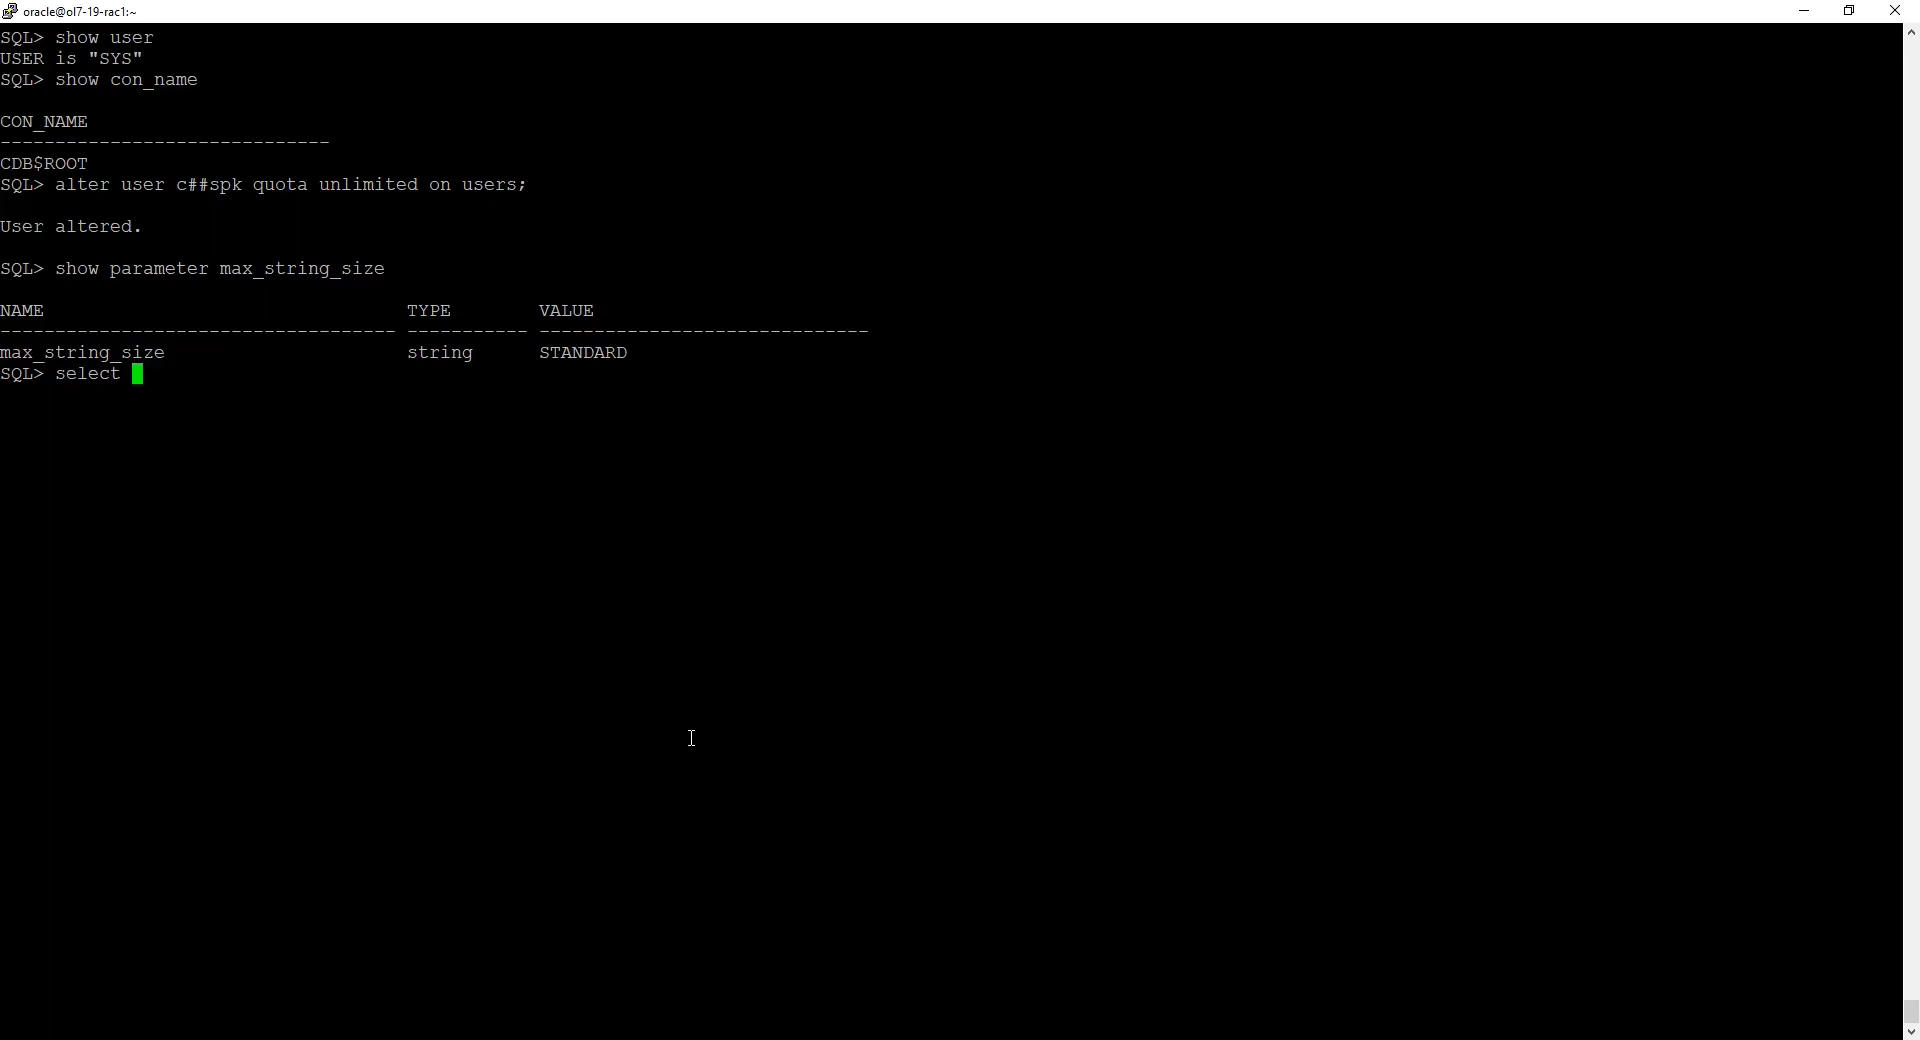 oracle@ol7-19-rac1:~
SQL> show user
USER is "SYS"
SQL> show con_name
CON_NAME
------------------------------
CDB$ROOT
SQL> alter user c##spk quota unlimited on users;
User altered.
SQL> show parameter max_string_size
NAME                                 TYPE        VALUE
------------------------------------ ----------- ------------------------------
max_string_size                      string      STANDARD
SQL> select